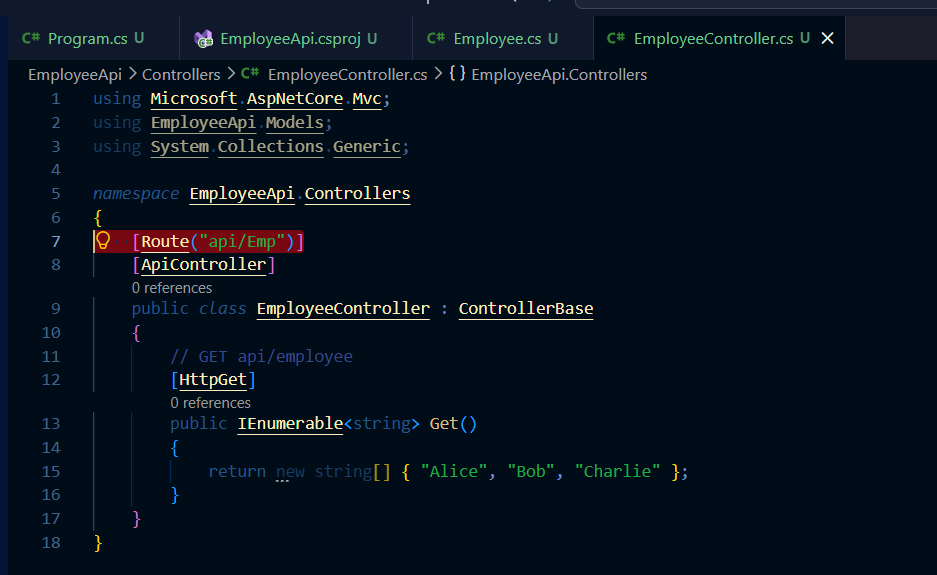 C# Program.cs U EmployeeApi.csproj U C# Employee.cs U C# EmployeeController.cs U
EmployeeApi > Controllers > C# EmployeeController.cs > {} EmployeeApi.Controllers
1 using Microsoft.AspNetCore.Mvc;
2 using EmployeeApi.Models;
3 using System.Collections.Generic;
4
5 namespace EmployeeApi.Controllers
6 {
7 [Route("api/Emp")]
8 [ApiController]
0 references
9 public class EmployeeController : ControllerBase
10 {
11 // GET api/employee
12 [HttpGet]
0 references
13 public IEnumerable<string> Get()
14 {
15 return new string[] { "Alice", "Bob", "Charlie" };
16 }
17 }
18 }